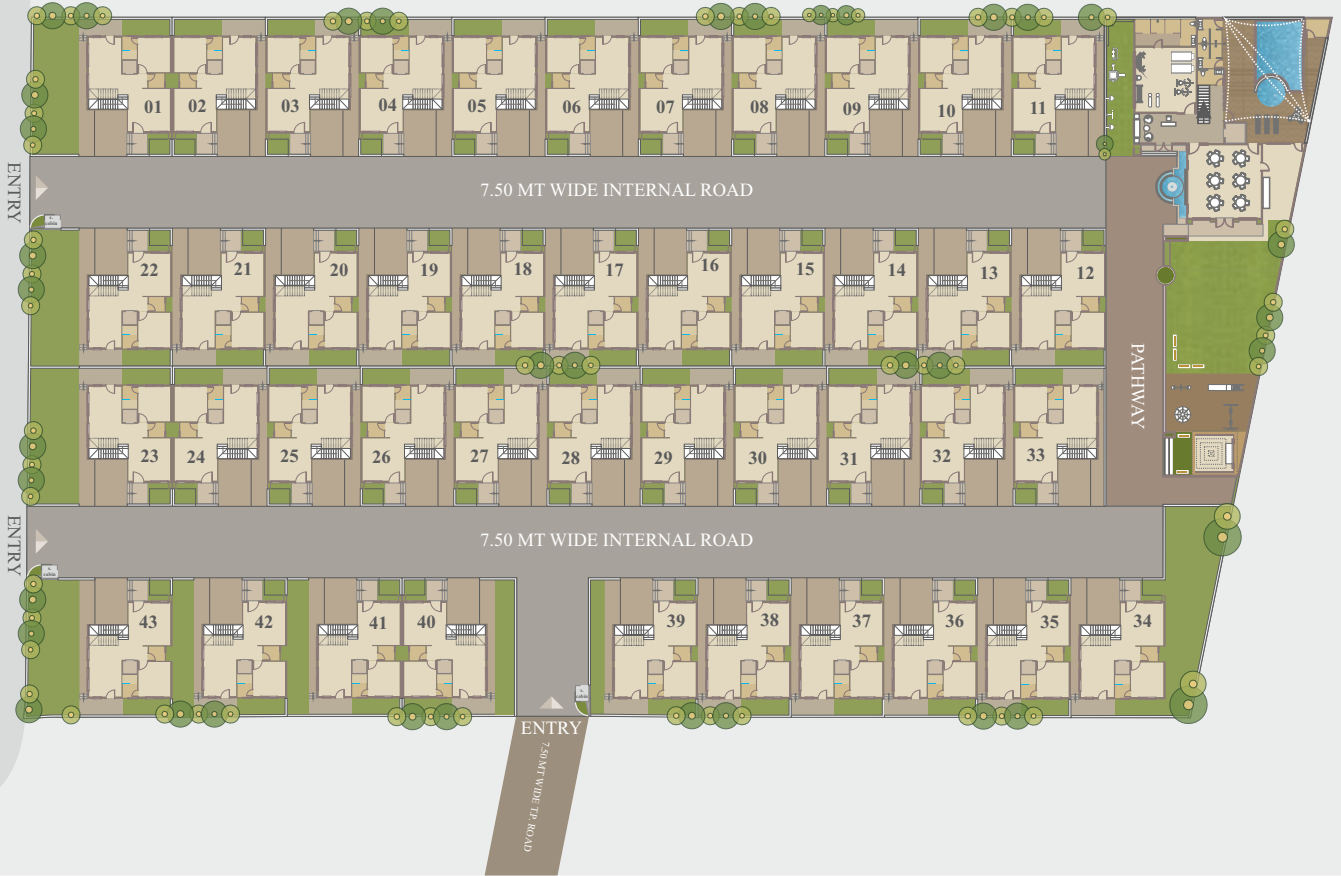 01 02 03 04 05 06 07 08 09 10 11
ENTRY
7.50 MT WIDE INTERNAL ROAD
22 21 20 19 18 17 16 15 14 13 12
PATHWAY
23 24 25 26 27 28 29 30 31 32 33
ENTRY
7.50 MT WIDE INTERNAL ROAD
43 42 41 40 39 38 37 36 35 34
ENTRY
7.50 MT WIDE T.P. ROAD